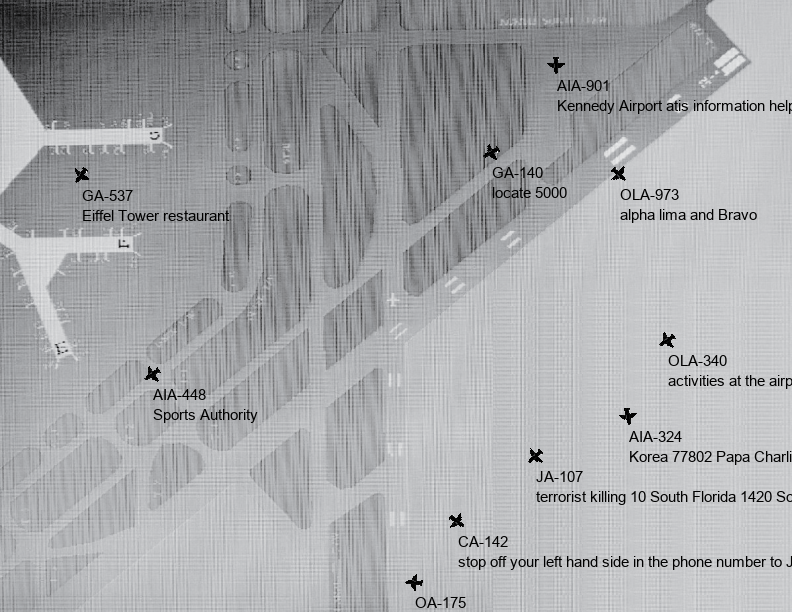 AIA-901
Kennedy Airport atis information help
GA-140
locate 5000
GA-537
Eiffel Tower restaurant
OLA-973
alpha lima and Bravo
OLA-340
activities at the airp
AIA-448
Sports Authority
AIA-324
Korea 77802 Papa Charli
JA-107
terrorist killing 10 South Florida 1420 So
CA-142
stop off your left hand side in the phone number to J
OA-175